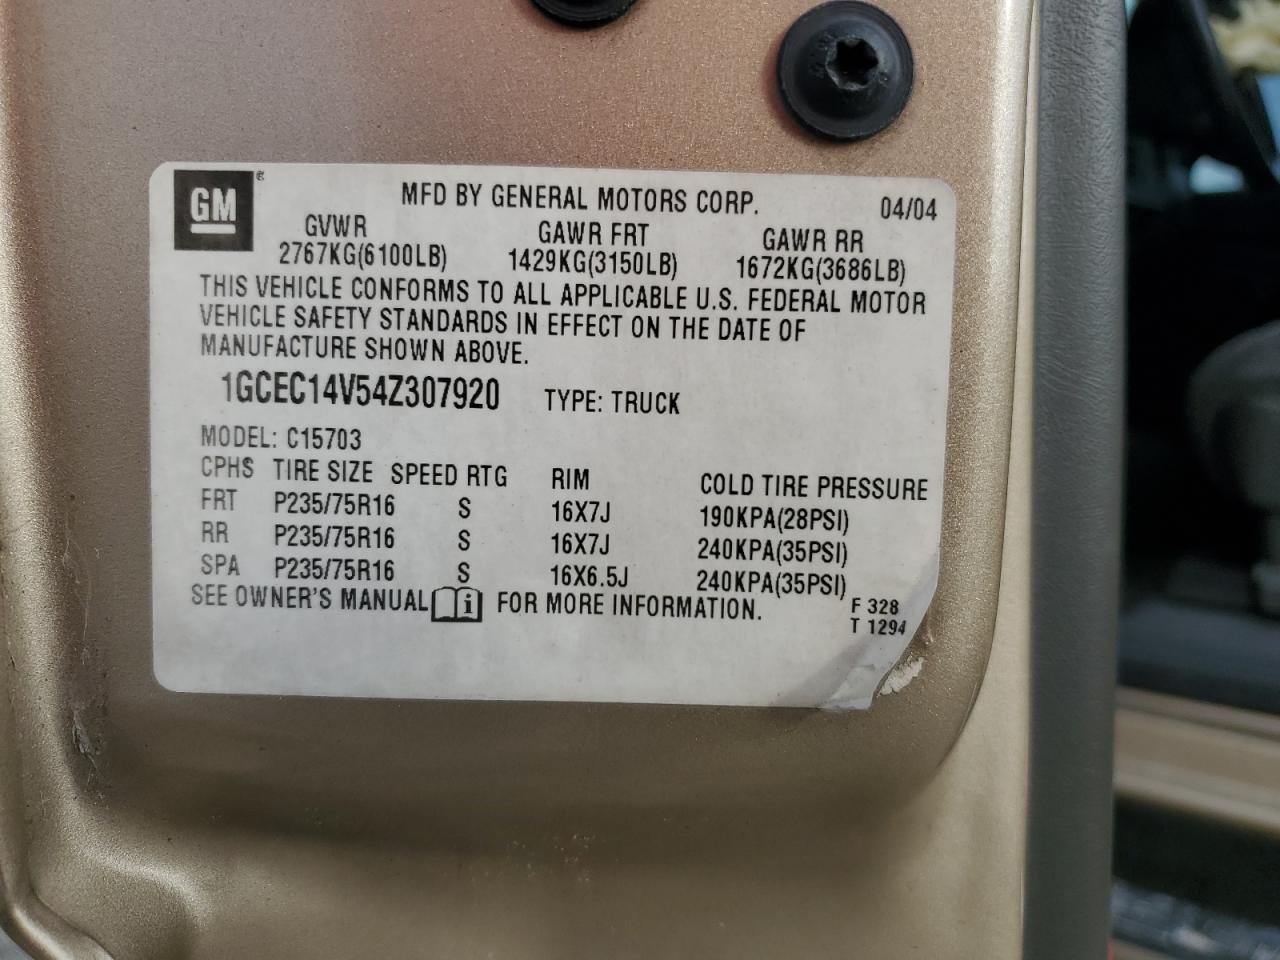 GM ®
MFD BY GENERAL MOTORS CORP. 04/04
GVWR GAWR FRT GAWR RR
2767KG(6100LB) 1429KG(3150LB) 1672KG(3686LB)
THIS VEHICLE CONFORMS TO ALL APPLICABLE U.S. FEDERAL MOTOR
VEHICLE SAFETY STANDARDS IN EFFECT ON THE DATE OF
MANUFACTURE SHOWN ABOVE.
1GCEC14V54Z307920 TYPE: TRUCK
MODEL: C15703
CPHS TIRE SIZE SPEED RTG RIM COLD TIRE PRESSURE
FRT P235/75R16 S 16X7J 190KPA(28PSI)
RR P235/75R16 S 16X7J 240KPA(35PSI)
SPA P235/75R16 S 16X6.5J 240KPA(35PSI)
SEE OWNER'S MANUAL i FOR MORE INFORMATION.
F 328
T 1294